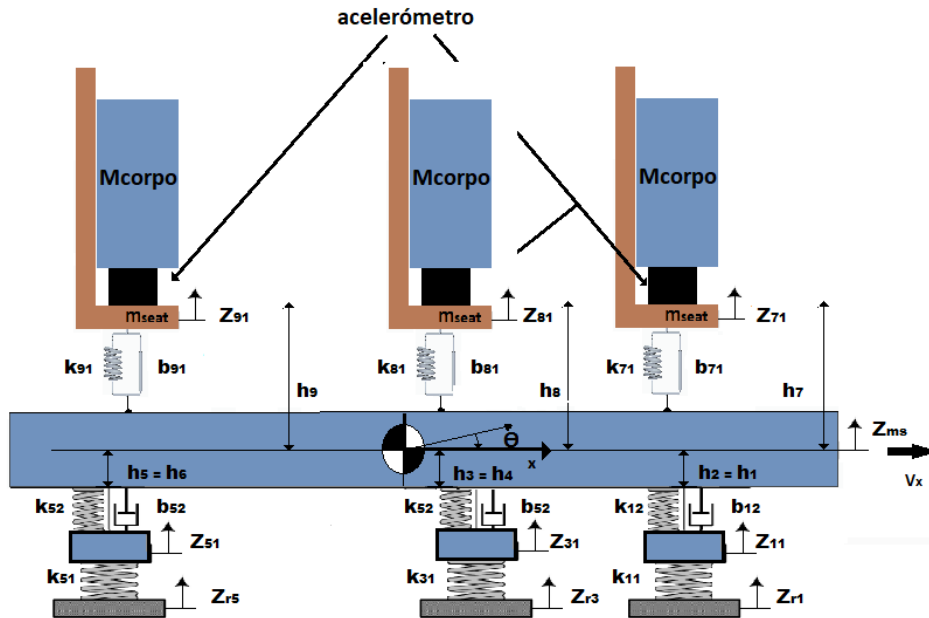 acelerómetro
Mcorpo Mcorpo Mcorpo
mseat Z91 mseat Z81 mseat Z71
k91 b91 k81 b81 k71 b71
h9 h8 h7
Zms
θ
x
Vx
h5 = h6 h3 = h4 h2 = h1
k52 b52 k52 b52 k12 b12
Z51 Z31 Z11
k51 k31 k11
Zr5 Zr3 Zr1